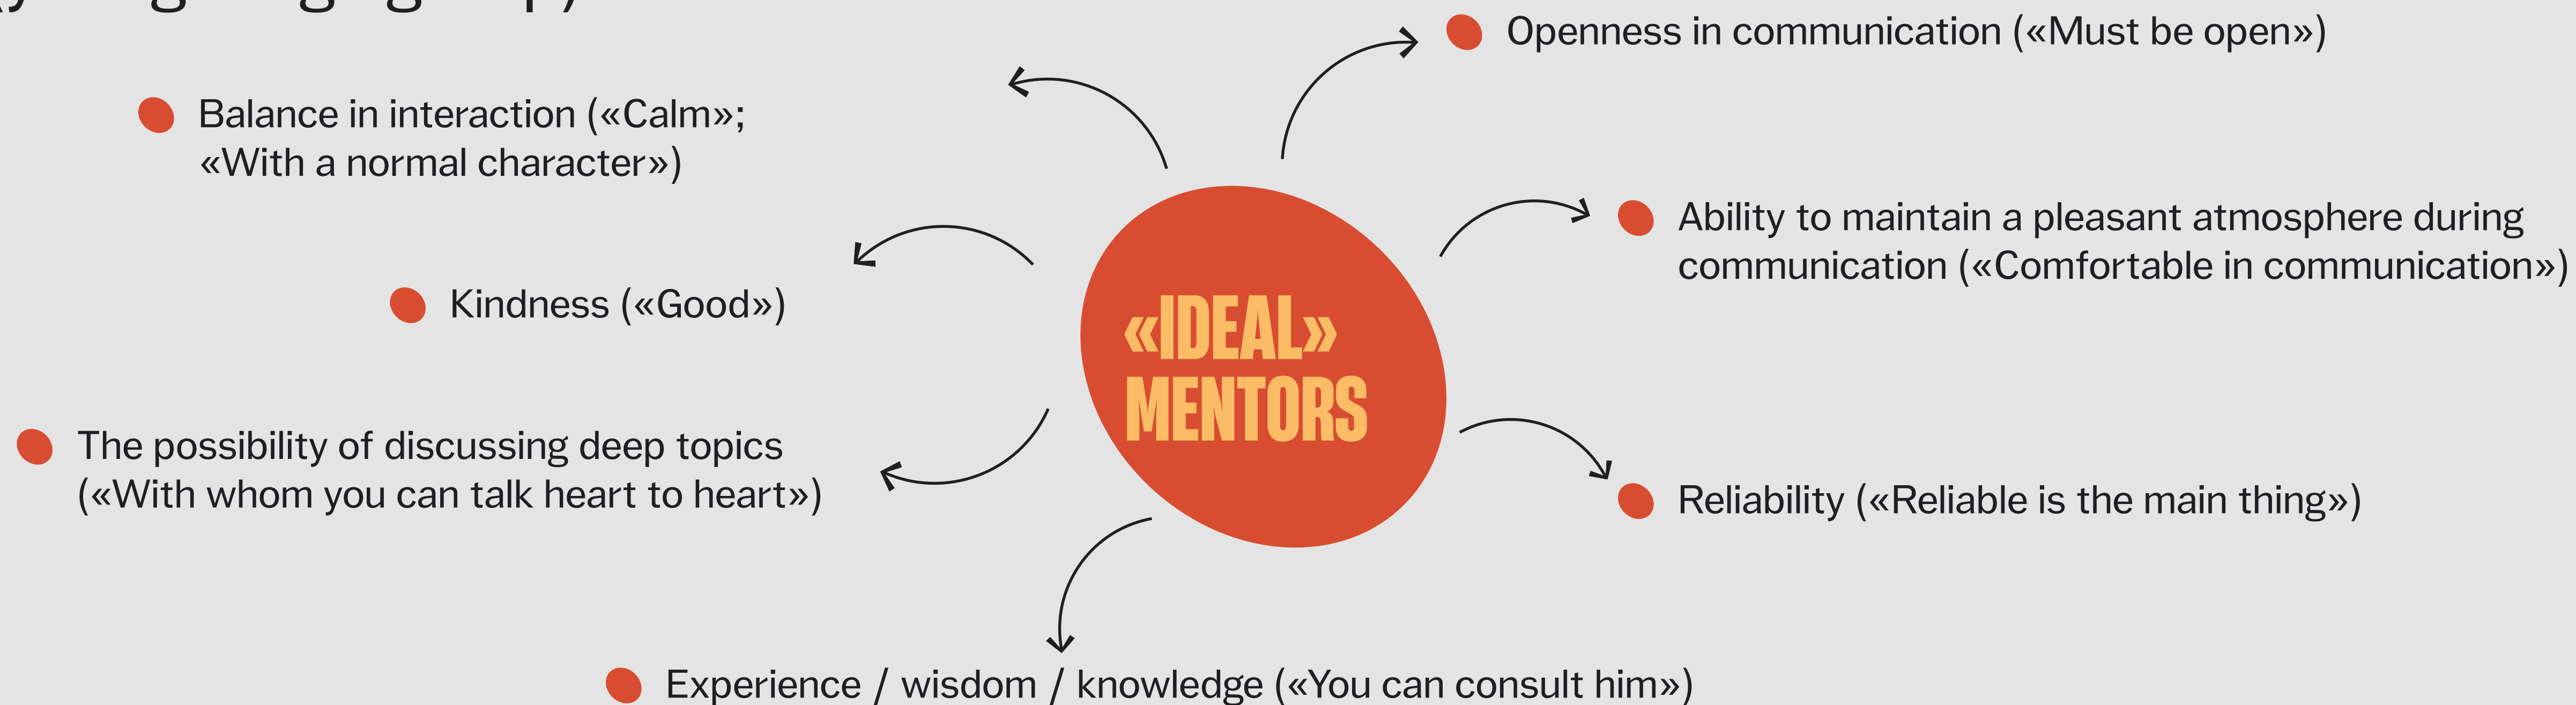 Openness in communication («Must be open»)
Balance in interaction («Calm»;
«With a normal character»)
Ability to maintain a pleasant atmosphere during
communication («Comfortable in communication»)
Kindness («Good»)
«IDEAL»
MENTORS
The possibility of discussing deep topics
(«With whom you can talk heart to heart»)
Reliability («Reliable is the main thing»)
Experience / wisdom / knowledge («You can consult him»)